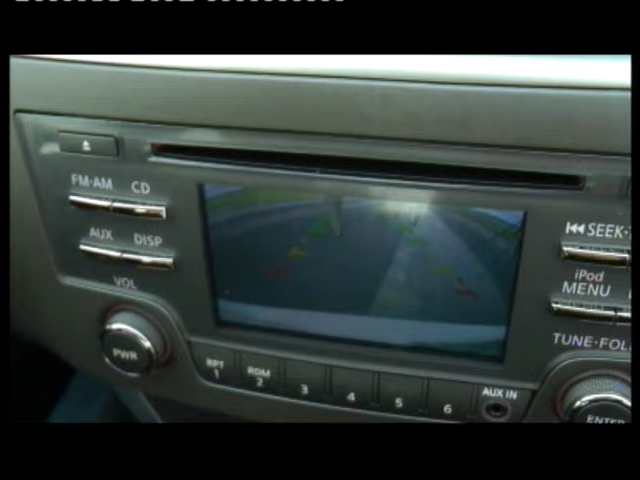 FM·AM CD
AUX DISP
VOL
PWR
RPT 1
RDM 2
3
4
5
6
AUX IN
SEEK·
iPod
MENU
TUNE·FOL
ENTER